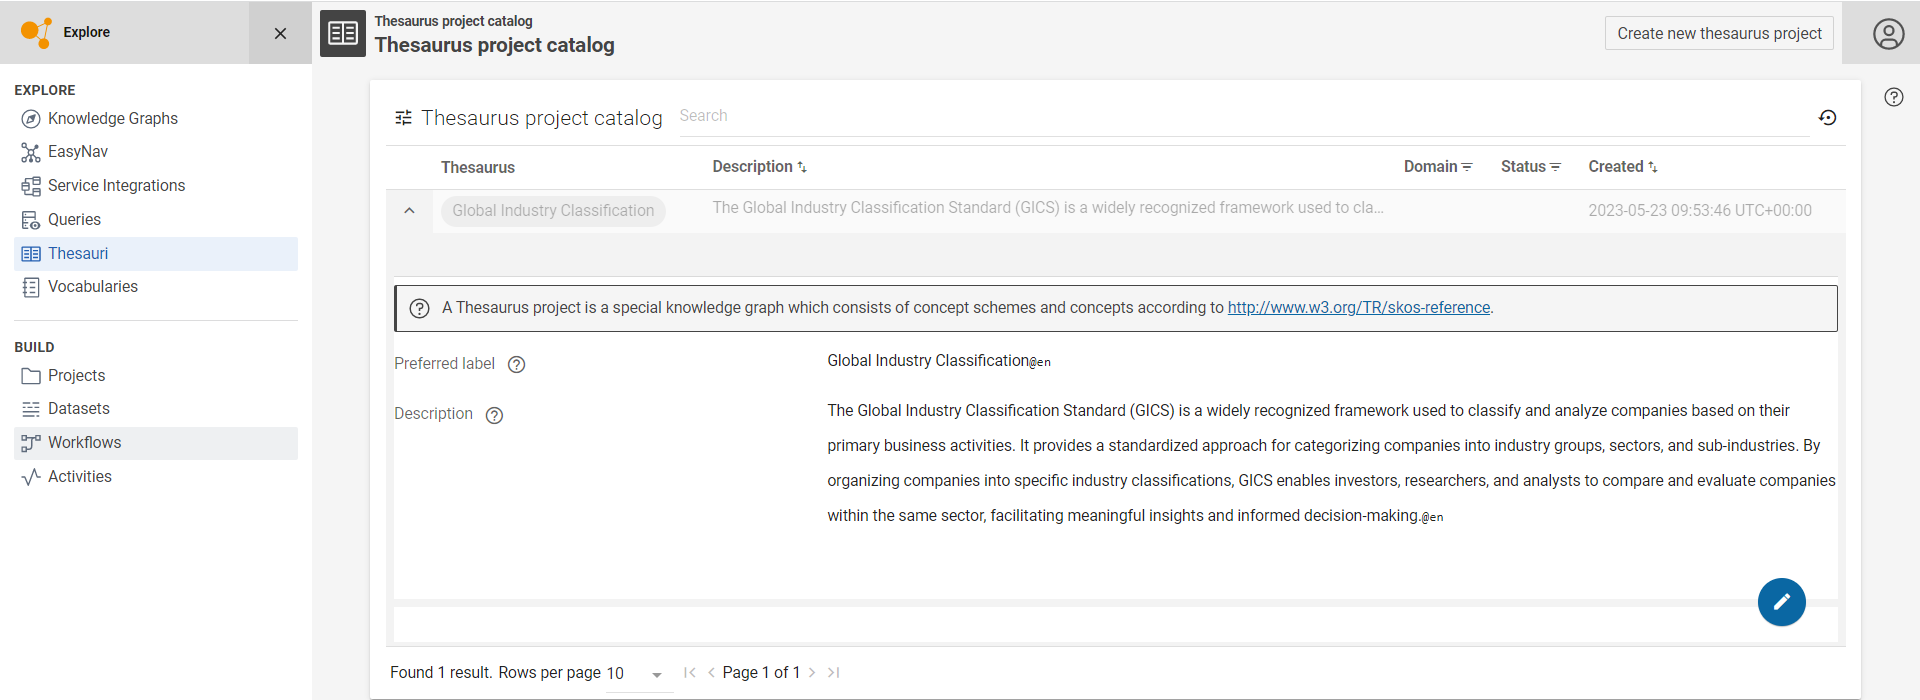 Explore
Thesaurus project catalog
Thesaurus project catalog
Create new thesaurus project
EXPLORE
Knowledge Graphs
EasyNav
Service Integrations
Queries
Thesauri
Vocabularies
BUILD
Projects
Datasets
Workflows
Activities
Thesaurus project catalog
Search
Thesaurus Description Domain Status Created
Global Industry Classification The Global Industry Classification Standard (GICS) is a widely recognized framework used to cla... 2023-05-23 09:53:46 UTC+00:00
A Thesaurus project is a special knowledge graph which consists of concept schemes and concepts according to http://www.w3.org/TR/skos-reference.
Preferred label Global Industry Classification@en
Description The Global Industry Classification Standard (GICS) is a widely recognized framework used to classify and analyze companies based on their
primary business activities. It provides a standardized approach for categorizing companies into industry groups, sectors, and sub-industries. By
organizing companies into specific industry classifications, GICS enables investors, researchers, and analysts to compare and evaluate companies
within the same sector, facilitating meaningful insights and informed decision-making.@en
Found 1 result. Rows per page 10 Page 1 of 1